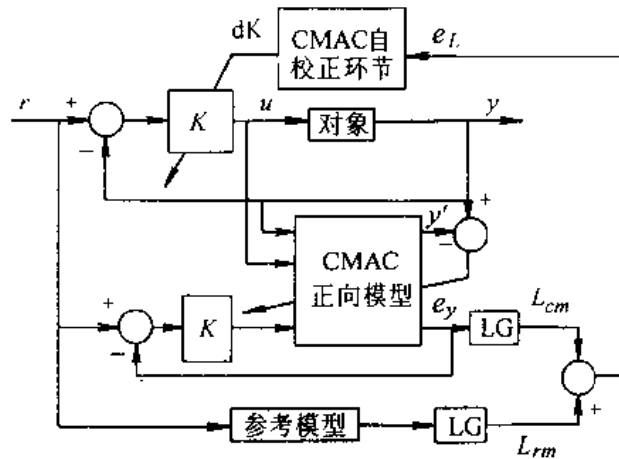 dK
CMAC自
校正环节
e_L
r
+
−
K
u
对象
y
+
−
y'
CMAC
正向模型
+
−
K
e_y
LG
L_cm
+
参考模型
LG
L_rm